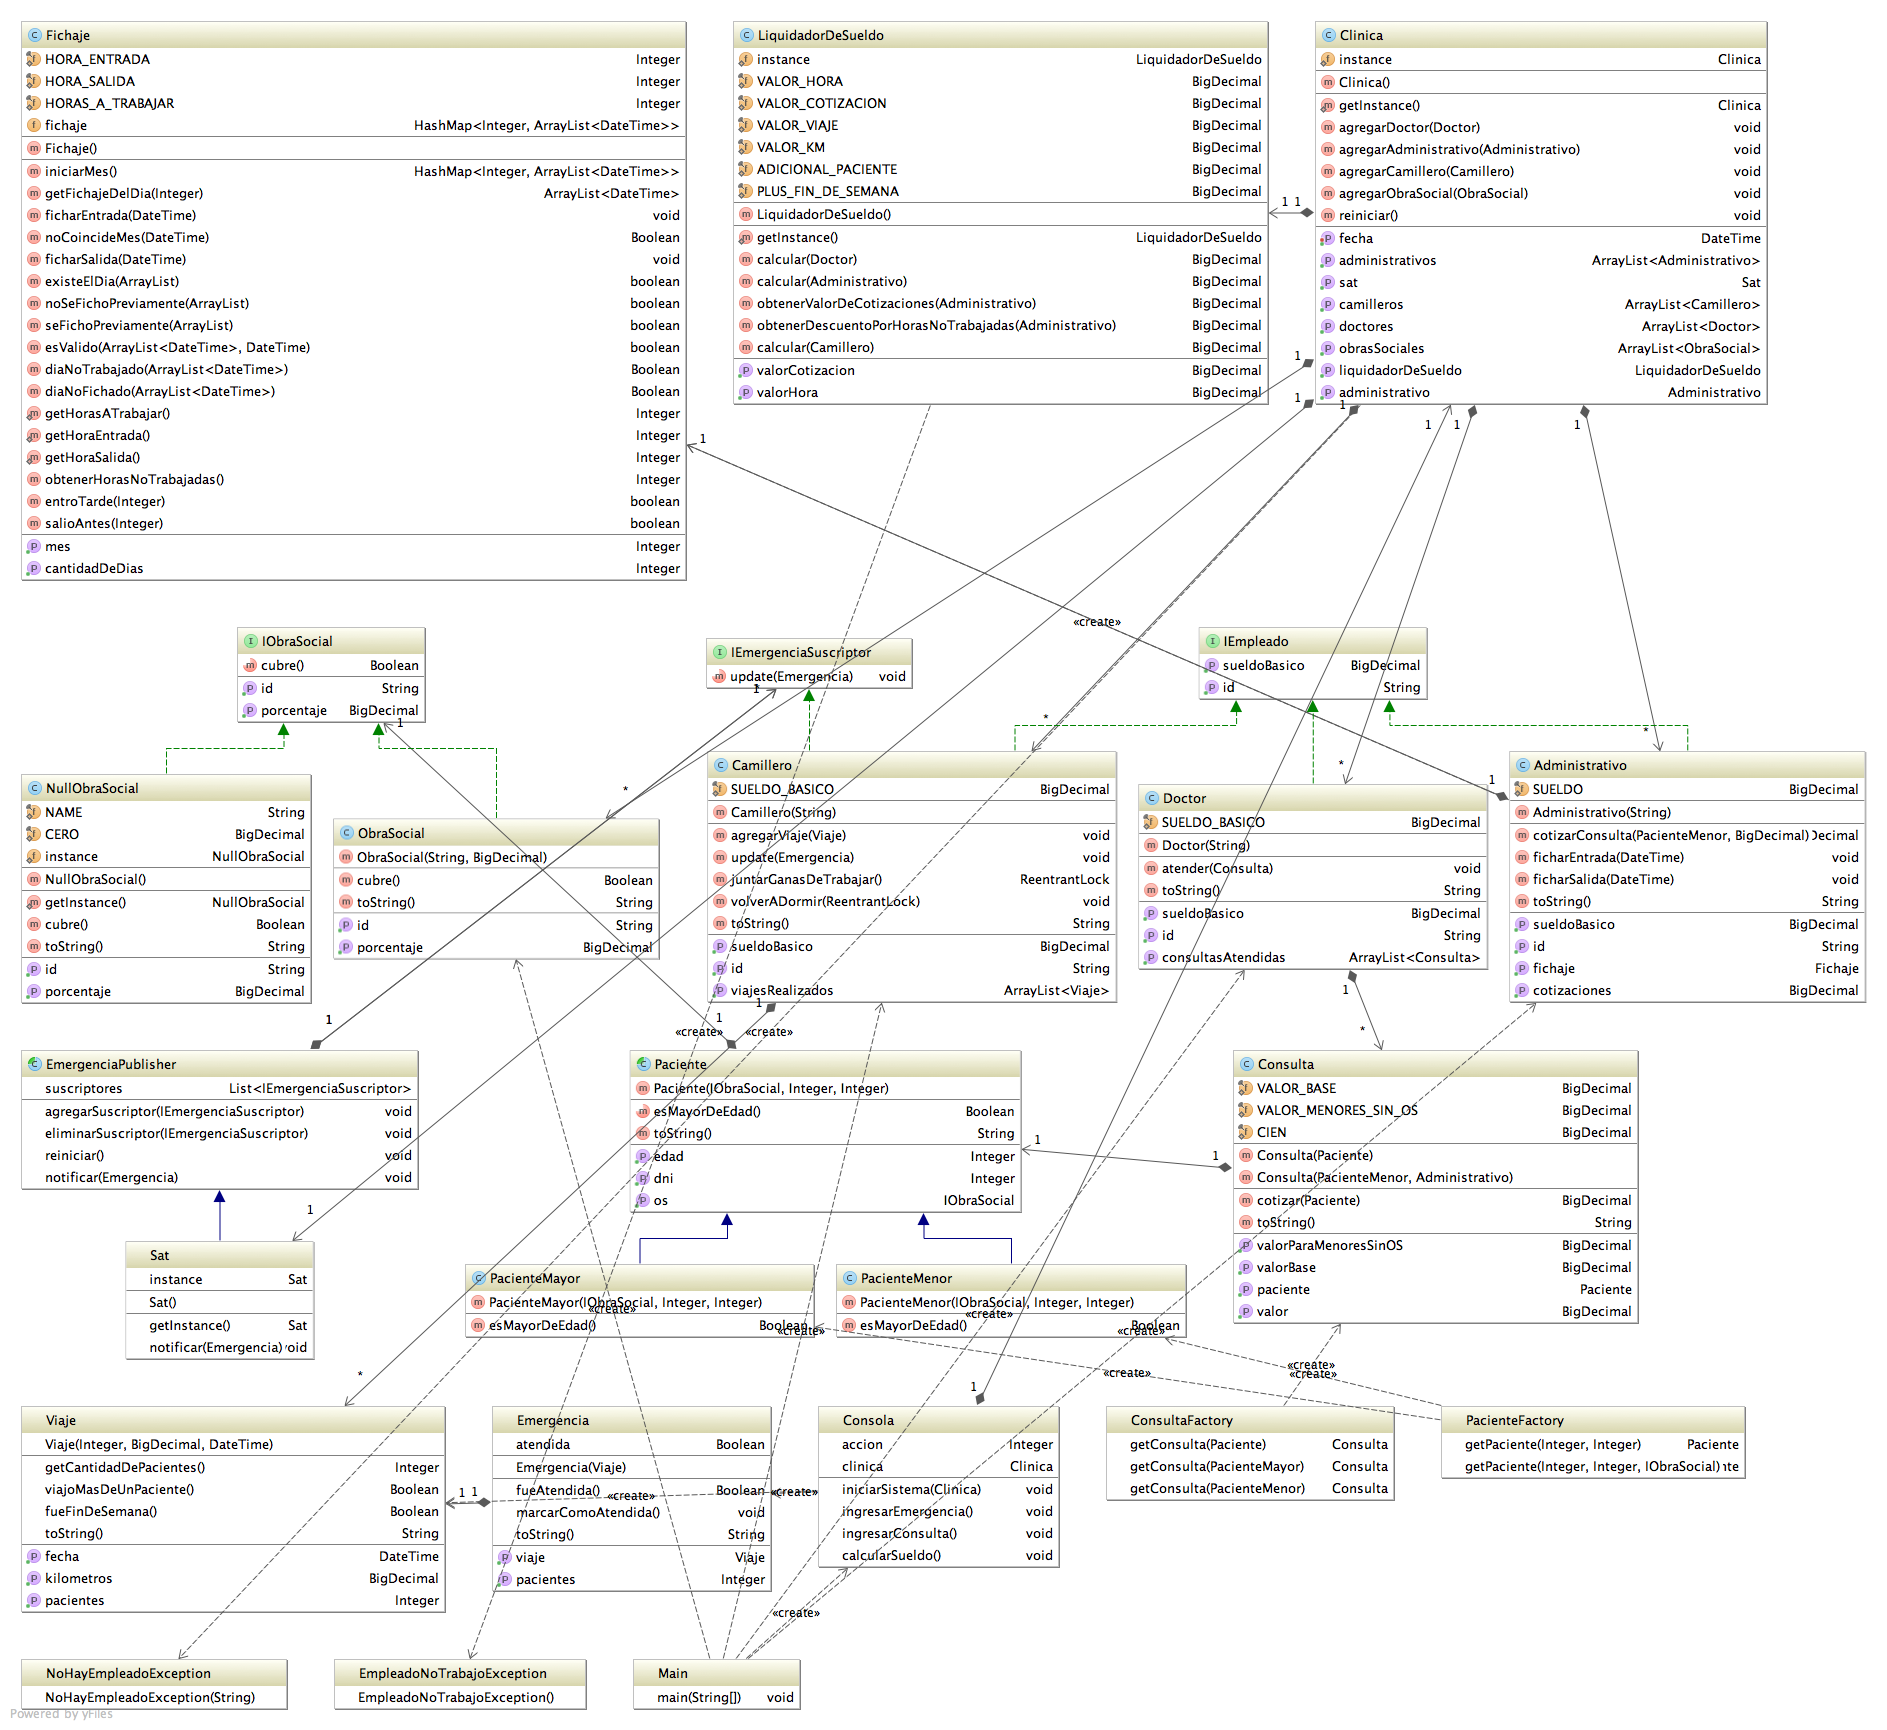 Fichaje
HORA_ENTRADA Integer
HORA_SALIDA Integer
HORAS_A_TRABAJAR Integer
fichaje HashMap<Integer, ArrayList<DateTime>>
Fichaje()
iniciarMes() HashMap<Integer, ArrayList<DateTime>>
getFichajeDelDia(Integer) ArrayList<DateTime>
ficharEntrada(DateTime) void
noCoincideMes(DateTime) Boolean
ficharSalida(DateTime) void
existeElDia(ArrayList) boolean
noSeFichoPreviamente(ArrayList) boolean
seFichoPreviamente(ArrayList) boolean
esValido(ArrayList<DateTime>, DateTime) boolean
diaNoTrabajado(ArrayList<DateTime>) Boolean
diaNoFichado(ArrayList<DateTime>) Boolean
getHorasATrabajar() Integer
getHoraEntrada() Integer
getHoraSalida() Integer
obtenerHorasNoTrabajadas() Integer
entroTarde(Integer) boolean
salioAntes(Integer) boolean
mes Integer
cantidadDeDias Integer
LiquidadorDeSueldo
instance LiquidadorDeSueldo
VALOR_HORA BigDecimal
VALOR_COTIZACION BigDecimal
VALOR_VIAJE BigDecimal
VALOR_KM BigDecimal
ADICIONAL_PACIENTE BigDecimal
PLUS_FIN_DE_SEMANA BigDecimal
LiquidadorDeSueldo()
getInstance() LiquidadorDeSueldo
calcular(Doctor) BigDecimal
calcular(Administrativo) BigDecimal
obtenerValorDeCotizaciones(Administrativo) BigDecimal
obtenerDescuentoPorHorasNoTrabajadas(Administrativo) BigDecimal
calcular(Camillero) BigDecimal
valorCotizacion BigDecimal
valorHora BigDecimal
Clinica
instance Clinica
Clinica()
getInstance() Clinica
agregarDoctor(Doctor) void
agregarAdministrativo(Administrativo) void
agregarCamillero(Camillero) void
agregarObraSocial(ObraSocial) void
reiniciar() void
fecha DateTime
administrativos ArrayList<Administrativo>
sat Sat
camilleros ArrayList<Camillero>
doctores ArrayList<Doctor>
obrasSociales ArrayList<ObraSocial>
liquidadorDeSueldo LiquidadorDeSueldo
administrativo Administrativo
1 1
1
1
1
1
1
1
1
«create»
IObraSocial
cubre() Boolean
id String
porcentaje BigDecimal
1
IEmergenciaSuscriptor
update(Emergencia) void
*
IEmpleado
sueldoBasico BigDecimal
id String
*
*
*
*
1
NullObraSocial
NAME String
CERO BigDecimal
instance NullObraSocial
NullObraSocial()
getInstance() NullObraSocial
cubre() Boolean
toString() String
id String
porcentaje BigDecimal
ObraSocial
ObraSocial(String, BigDecimal)
cubre() Boolean
toString() String
id String
porcentaje BigDecimal
Camillero
SUELDO_BASICO BigDecimal
Camillero(String)
agregarViaje(Viaje) void
update(Emergencia) void
juntarGanasDeTrabajar() ReentrantLock
volverADormir(ReentrantLock) void
toString() String
sueldoBasico BigDecimal
id String
viajesRealizados ArrayList<Viaje>
Doctor
SUELDO_BASICO BigDecimal
Doctor(String)
atender(Consulta) void
toString() String
sueldoBasico BigDecimal
id String
consultasAtendidas ArrayList<Consulta>
Administrativo
SUELDO BigDecimal
Administrativo(String)
cotizarConsulta(PacienteMenor, BigDecimal) Decimal
ficharEntrada(DateTime) void
ficharSalida(DateTime) void
toString() String
sueldoBasico BigDecimal
id String
fichaje Fichaje
cotizaciones BigDecimal
1
1
1
«create» «create»
1
*
EmergenciaPublisher
suscriptores List<IEmergenciaSuscriptor>
agregarSuscriptor(IEmergenciaSuscriptor) void
eliminarSuscriptor(IEmergenciaSuscriptor) void
reiniciar() void
notificar(Emergencia) void
Paciente
Paciente(IObraSocial, Integer, Integer)
esMayorDeEdad() Boolean
toString() String
edad Integer
dni Integer
os IObraSocial
1
1
Consulta
VALOR_BASE BigDecimal
VALOR_MENORES_SIN_OS BigDecimal
CIEN BigDecimal
Consulta(Paciente)
Consulta(PacienteMenor, Administrativo)
cotizar(Paciente) BigDecimal
toString() String
valorParaMenoresSinOS BigDecimal
valorBase BigDecimal
paciente Paciente
valor BigDecimal
1
Sat
instance Sat
Sat()
getInstance() Sat
notificar(Emergencia) oid
PacienteMayor
PacienteMayor(IObraSocial, Integer, Integer)
esMayorDeEdad() Boolean
PacienteMenor
PacienteMenor(IObraSocial, Integer, Integer)
esMayorDeEdad() Boolean
«create»
«create»
«create»
«create»
«create»
«create»
«create»
*
1
Viaje
Viaje(Integer, BigDecimal, DateTime)
getCantidadDePacientes() Integer
viajoMasDeUnPaciente() Boolean
fueFinDeSemana() Boolean
toString() String
fecha DateTime
kilometros BigDecimal
pacientes Integer
1 1
Emergencia
atendida Boolean
Emergencia(Viaje)
fueAtendida() Boolean
marcarComoAtendida() void
toString() String
viaje Viaje
pacientes Integer
«create»
«create»
Consola
accion Integer
clinica Clinica
iniciarSistema(Clinica) void
ingresarEmergencia() void
ingresarConsulta() void
calcularSueldo() void
ConsultaFactory
getConsulta(Paciente) Consulta
getConsulta(PacienteMayor) Consulta
getConsulta(PacienteMenor) Consulta
PacienteFactory
getPaciente(Integer, Integer) Paciente
getPaciente(Integer, Integer, IObraSocial) nte
«create»
NoHayEmpleadoException
NoHayEmpleadoException(String)
EmpleadoNoTrabajoException
EmpleadoNoTrabajoException()
Main
main(String[]) void
Powered by yFiles